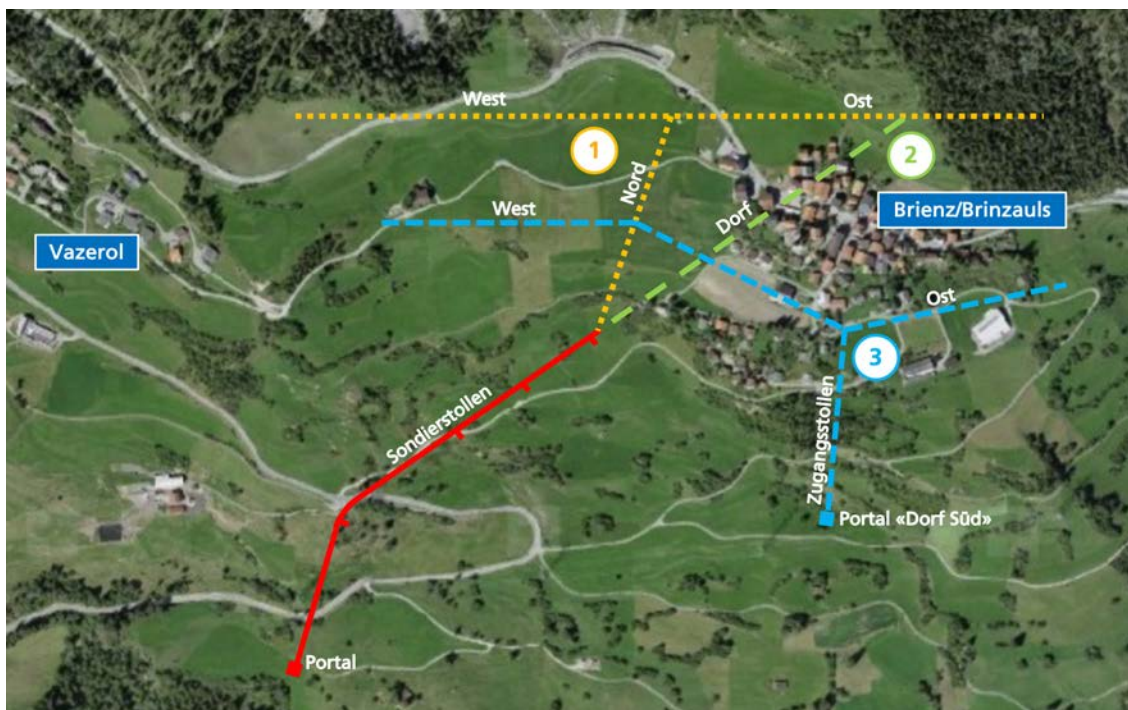 West
Ost
1
2
Nord
West
Dorf
Brienz/Brinzauls
Vazerol
Ost
3
Sondierstollen
Zugangsstollen
Portal «Dorf Süd»
Portal